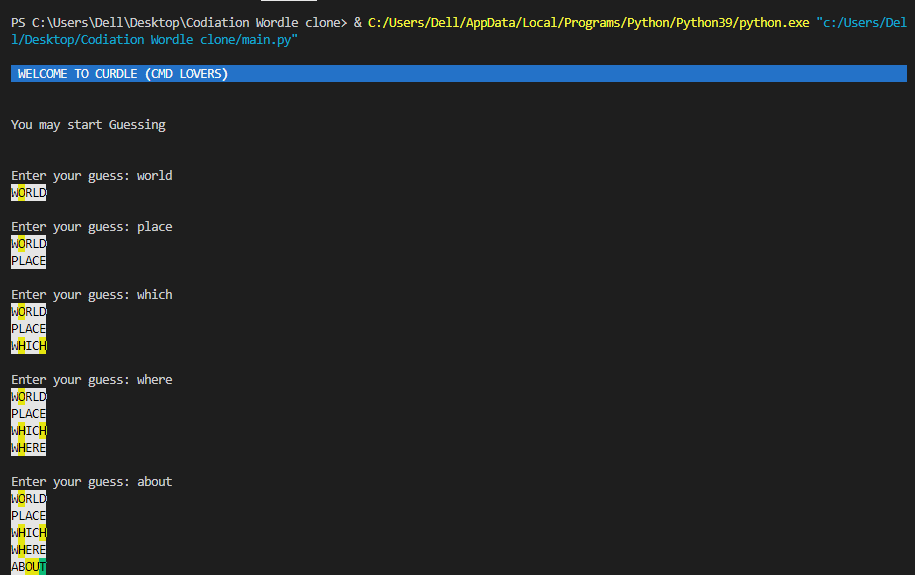 PS C:\Users\Dell\Desktop\Codiation Wordle clone> & C:/Users/Dell/AppData/Local/Programs/Python/Python39/python.exe "c:/Users/Del
l/Desktop/Codiation Wordle clone/main.py"
WELCOME TO CURDLE (CMD LOVERS)
You may start Guessing
Enter your guess: world
WORLD
Enter your guess: place
WORLD
PLACE
Enter your guess: which
WORLD
PLACE
WHICH
Enter your guess: where
WORLD
PLACE
WHICH
WHERE
Enter your guess: about
WORLD
PLACE
WHICH
WHERE
ABOUT